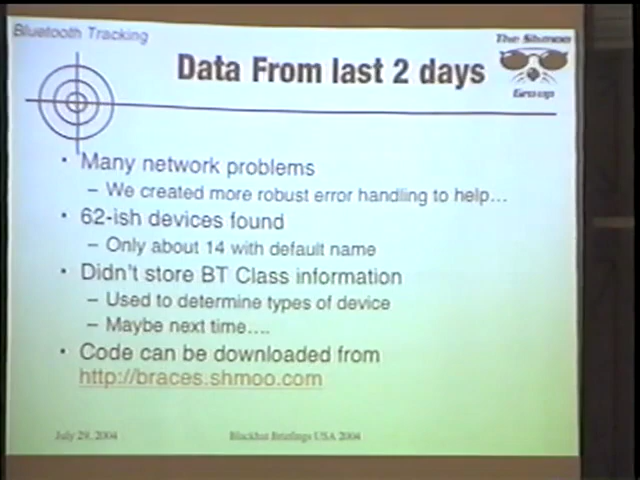 Bluetooth Tracking
The Shmoo
Group
Data From last 2 days
• Many network problems
– We created more robust error handling to help…
• 62-ish devices found
– Only about 14 with default name
• Didn't store BT Class information
– Used to determine types of device
– Maybe next time….
• Code can be downloaded from
http://braces.shmoo.com
July 29, 2004
Blackhat Briefings USA 2004